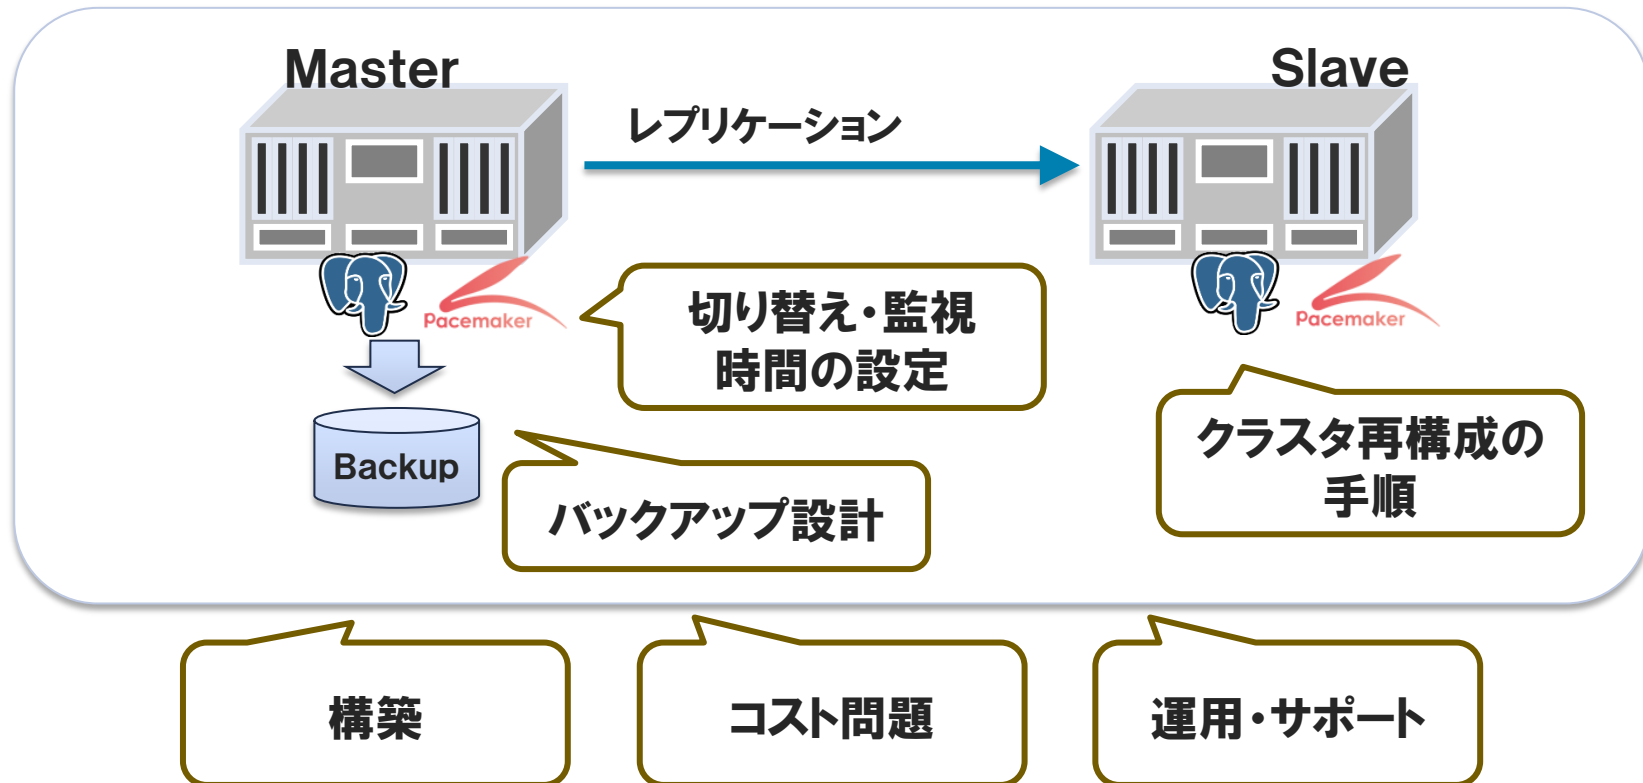 Master
Slave
レプリケーション
Pacemaker
Pacemaker
切り替え・監視
時間の設定
クラスタ再構成の
手順
Backup
バックアップ設計
構築
コスト問題
運用・サポート